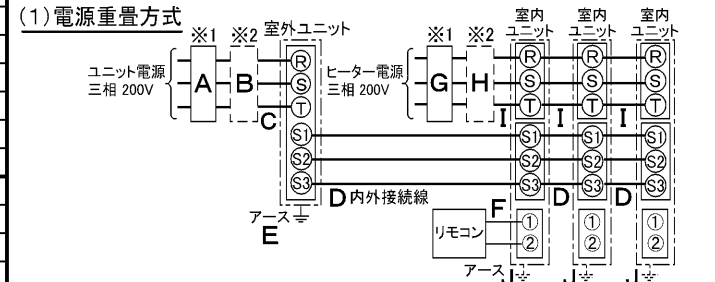 (1)電源重畳方式
※1 ※2 室外ユニット ※1 ※2 室内ユニット 室内ユニット 室内ユニット
ユニット電源
三相 200V
A B C
R
S
T
ヒーター電源
三相 200V
G H
R R R
S S S
T T T
I I I
S1 S1 S1 S1
S2 S2 S2 S2
S3 S3 S3 S3
D 内外接続線 D D
アース
E
リモコン
F
① ① ①
② ② ②
アース